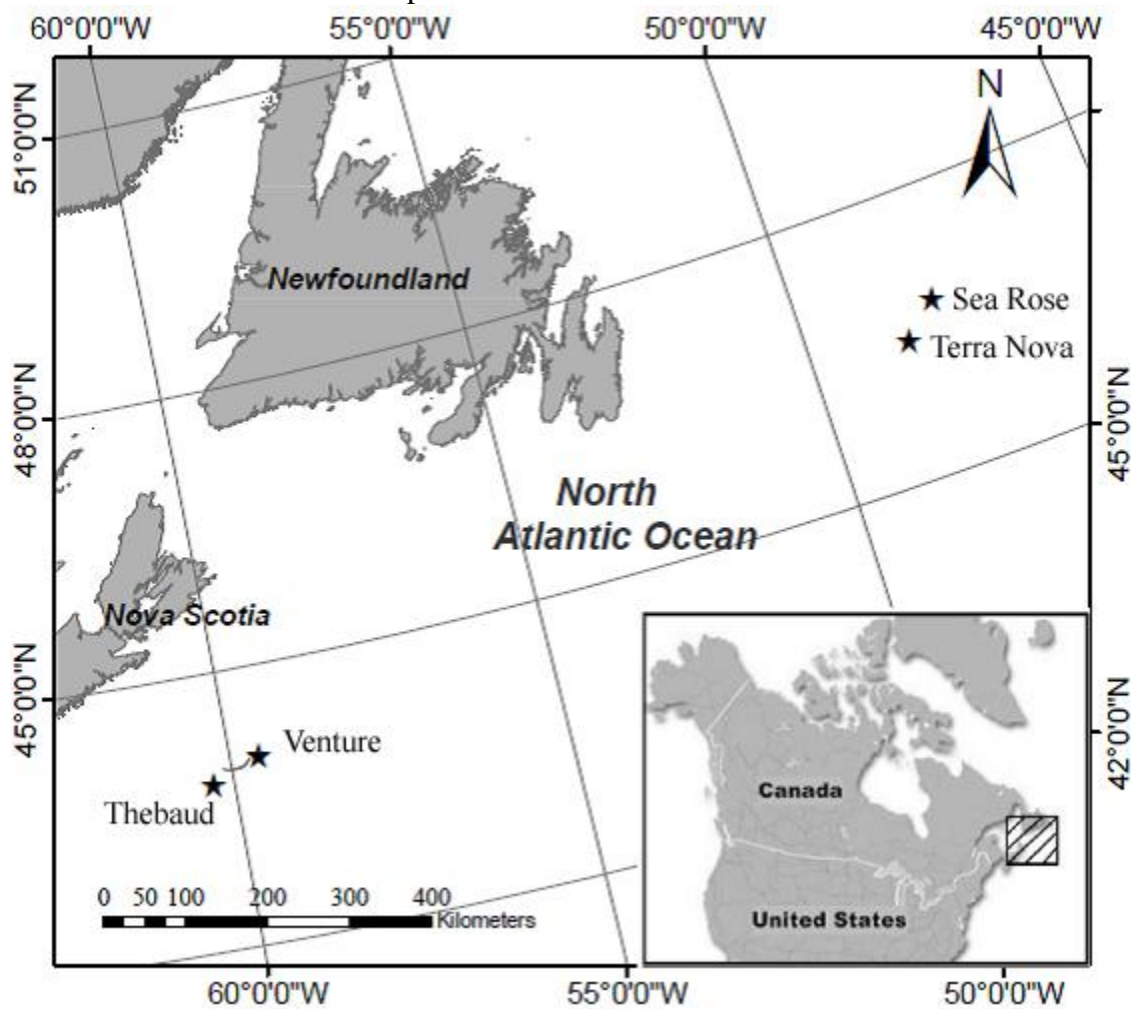 60°0'0"W
55°0'0"W
50°0'0"W
45°0'0"W
51°0'0"N
N
Newfoundland
Sea Rose
Terra Nova
48°0'0"N
45°0'0"N
North
Atlantic Ocean
Nova Scotia
45°0'0"N
Venture
42°0'0"N
Thebaud
Canada
0 50 100 200 300 400
Kilometers
United States
60°0'0"W
55°0'0"W
50°0'0"W